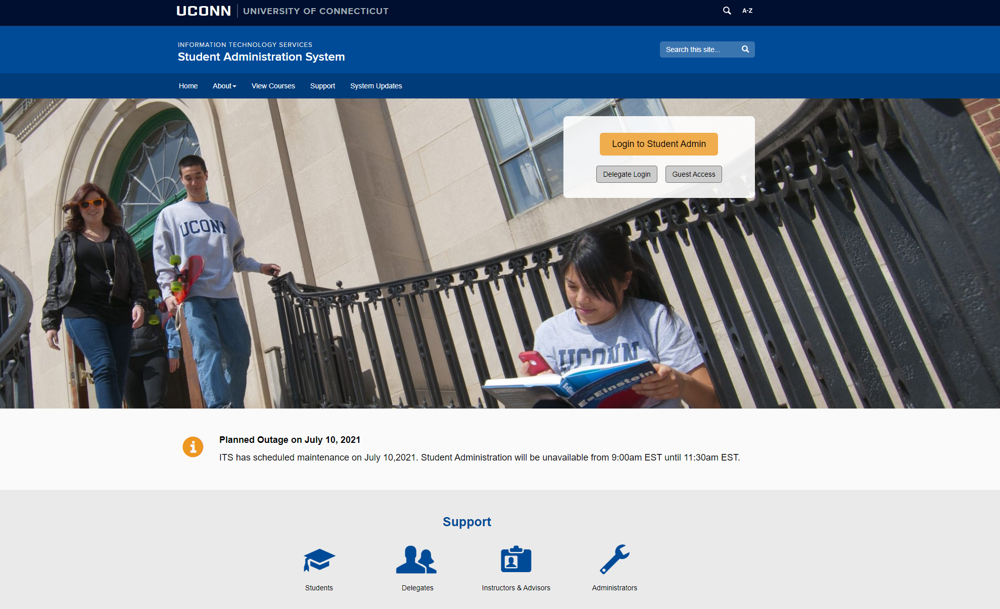 UCONN UNIVERSITY OF CONNECTICUT
A-Z
INFORMATION TECHNOLOGY SERVICES
Student Administration System
Search this site...
Home About View Courses Support System Updates
Login to Student Admin
Delegate Login Guest Access
UCONN
UCONN
E=Einstein
Planned Outage on July 10, 2021
ITS has scheduled maintenance on July 10,2021. Student Administration will be unavailable from 9:00am EST until 11:30am EST.
Support
Students Delegates Instructors & Advisors Administrators